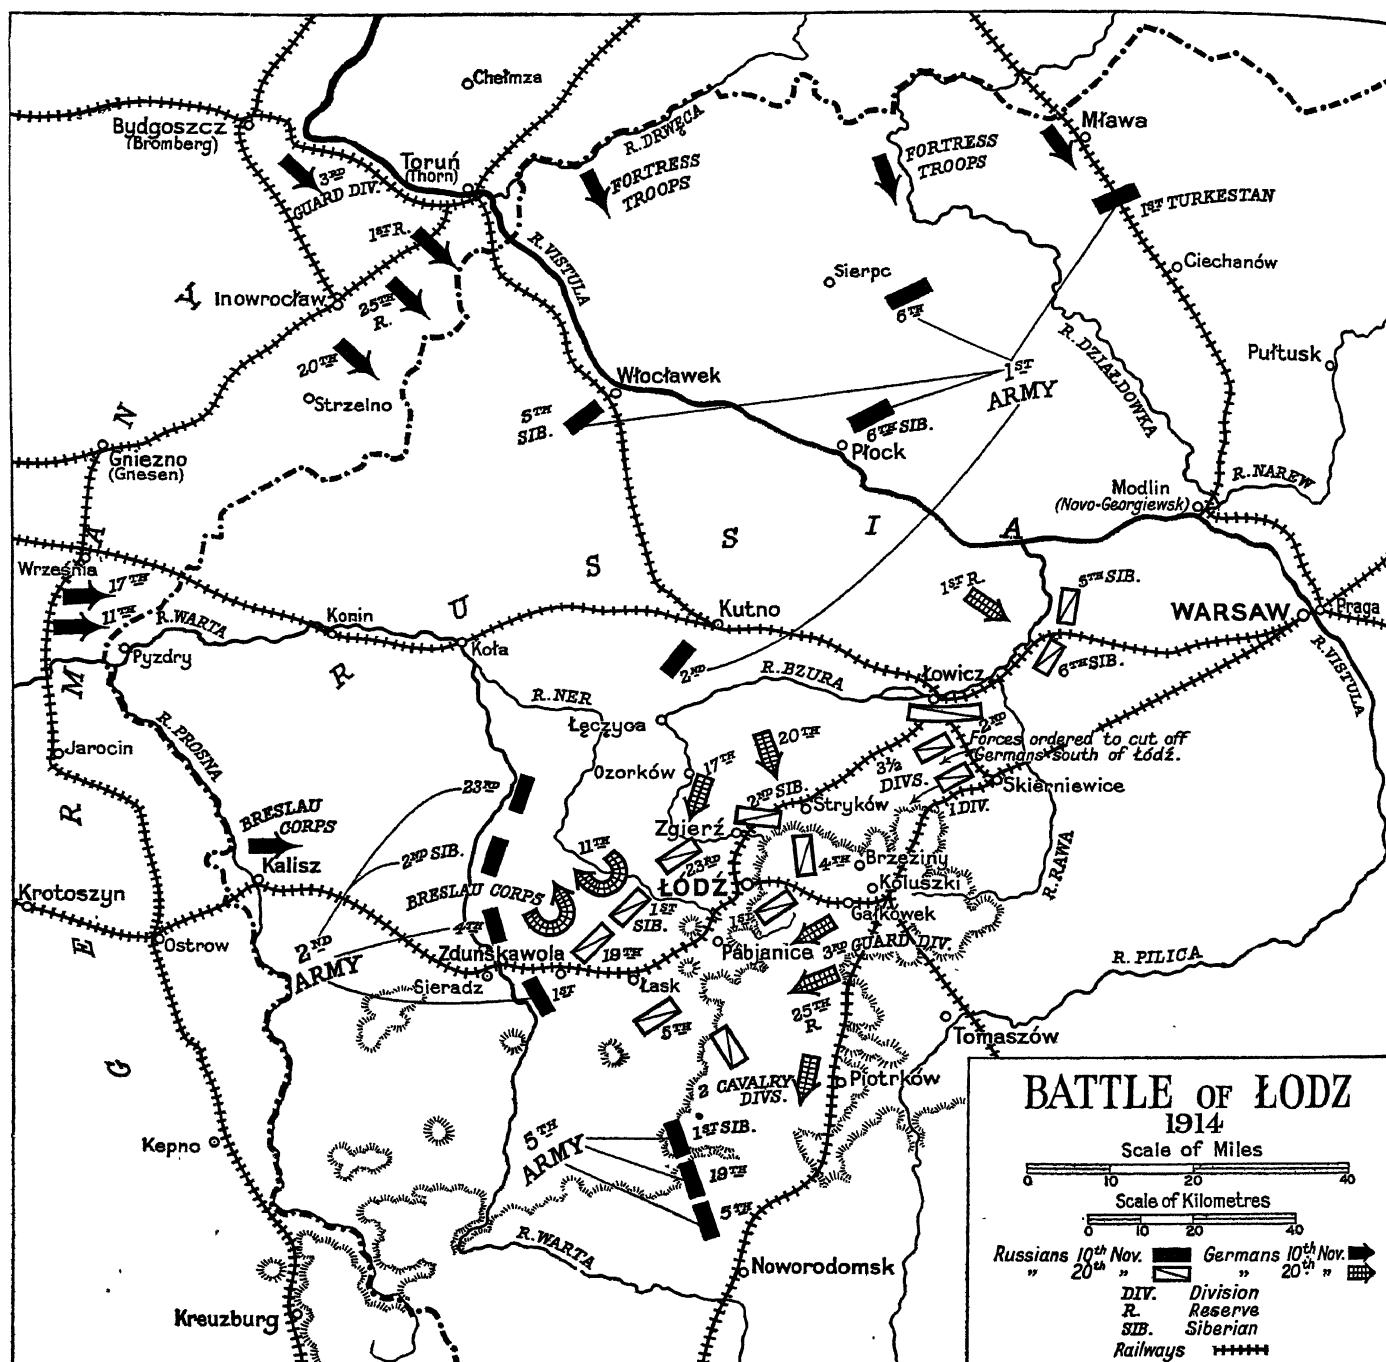 Chełmza
Bydgoszcz
(Bromberg)
Toruń
(Thorn)
R. DRWĘCA
FORTRESS
TROOPS
FORTRESS
TROOPS
Mława
3RD
GUARD DIV.
1ST R.
1ST TURKESTAN
R. VISTULA
Sierpc
Ciechanów
Inowrocław
25TH
R.
6TH
20TH
R. DZIAŁDOWKA
Pułtusk
Strzelno
Włocławek
1ST
ARMY
5TH
SIB.
6TH SIB.
Płock
Gniezno
(Gnesen)
Modlin
(Novo-Georgiewsk)
R. NAREW
GERMANY
RUSSIA
Września
17TH
11TH
R. WARTA
Konin
Koła
Kutno
1ST R.
5TH SIB.
WARSAW
Praga
R. VISTULA
Pyzdry
2ND
R. BZURA
Łowicz
6TH SIB.
R. NER
Łęczyca
2ND
R. PROSNA
Jarocin
20TH
Forces ordered to cut off
Germans south of Łódź.
Ozorków
17TH
3½
DIVS.
Skierniewice
23RD
2ND SIB.
Stryków
1 DIV.
BRESLAU
CORPS
Zgierź
2ND SIB.
11TH
23RD
4TH
Brzeziny
R. RAWA
Kalisz
Krotoszyn
BRESLAU CORPS
ŁÓDŹ
Koluszki
1ST
SIB.
1ST
Gałkówek
Ostrow
4TH
2ND
ARMY
Zduńskawola
19TH
Pabjanice
3RD GUARD DIV.
R. PILICA
Sieradz
1ST
Łask
25TH
R
5TH
Tomaszów
2 CAVALRY
DIVS.
Piotrków
Kepno
5TH
ARMY
1ST SIB.
19TH
5TH
R. WARTA
Noworodomsk
Kreuzburg
BATTLE OF ŁODZ
1914
Scale of Miles
0 10 20 40
Scale of Kilometres
0 10 20 40
Russians 10th Nov. Germans 10th Nov.
" 20th " " 20th "
DIV. Division
R. Reserve
SIB. Siberian
Railways